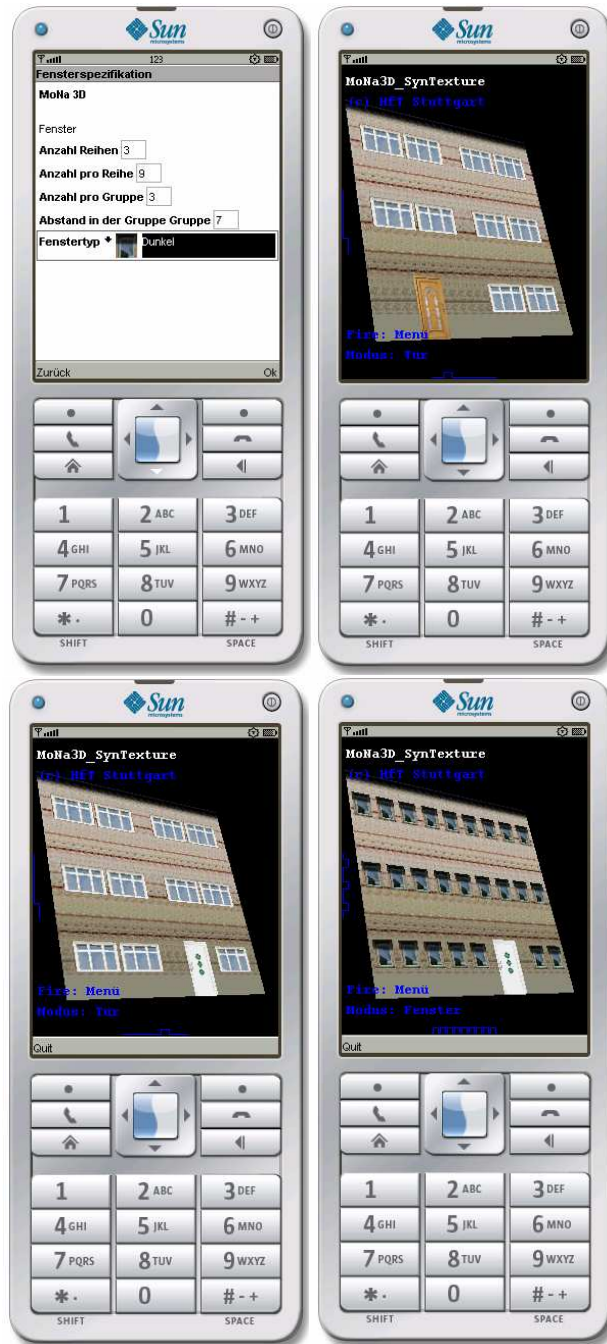 Sun
microsystems
123
Fensterspezifikation
MoNa 3D
Fenster
Anzahl Reihen 3
Anzahl pro Reihe 9
Anzahl pro Gruppe 3
Abstand in der Gruppe Gruppe 7
Fenstertyp Dunkel
Zurück Ok
1 2 ABC 3 DEF
4 GHI 5 JKL 6 MNO
7 PQRS 8 TUV 9 WXYZ
* . 0 # - +
SHIFT SPACE
Sun
microsystems
MoNa3D_SynTexture
(c) HfT Stuttgart
Fire: Menü
Modus: Tür
1 2 ABC 3 DEF
4 GHI 5 JKL 6 MNO
7 PQRS 8 TUV 9 WXYZ
* . 0 # - +
SHIFT SPACE
Sun
microsystems
MoNa3D_SynTexture
(c) HfT Stuttgart
Fire: Menü
Modus: Tür
Quit
1 2 ABC 3 DEF
4 GHI 5 JKL 6 MNO
7 PQRS 8 TUV 9 WXYZ
* . 0 # - +
SHIFT SPACE
Sun
microsystems
MoNa3D_SynTexture
(c) HfT Stuttgart
Fire: Menü
Modus: Fenster
Quit
1 2 ABC 3 DEF
4 GHI 5 JKL 6 MNO
7 PQRS 8 TUV 9 WXYZ
* . 0 # - +
SHIFT SPACE